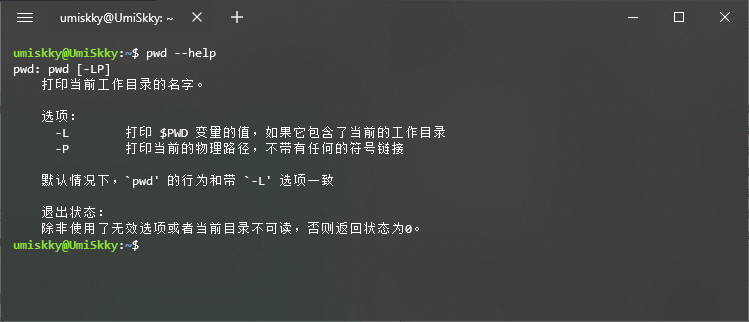 umiskky@UmiSkky: ~
umiskky@UmiSkky:~$ pwd --help
pwd: pwd [-LP]
打印当前工作目录的名字。
选项:
-L 打印 $PWD 变量的值，如果它包含了当前的工作目录
-P 打印当前的物理路径，不带有任何的符号链接
默认情况下，`pwd' 的行为和带 `-L' 选项一致
退出状态:
除非使用了无效选项或者当前目录不可读，否则返回状态为0。
umiskky@UmiSkky:~$